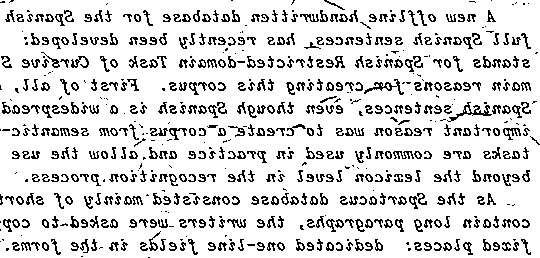 A new offline handwritten database for the Spanish
full Spanish sentences, has recently been developed:
stands for Spanish Restricted-domain Task of Cursive S
main reasons for creating this corpus. First of all,
Spanish sentences, even though Spanish is a widespread
important reason was to create a corpus from semantic-
tasks are commonly used in practice and allow the use
beyond the lexicon level in the recognition process.
As the Spartacus database consisted mainly of short
contain long paragraphs, the writers were asked to cop
fixed places: dedicated one-line fields in the forms.